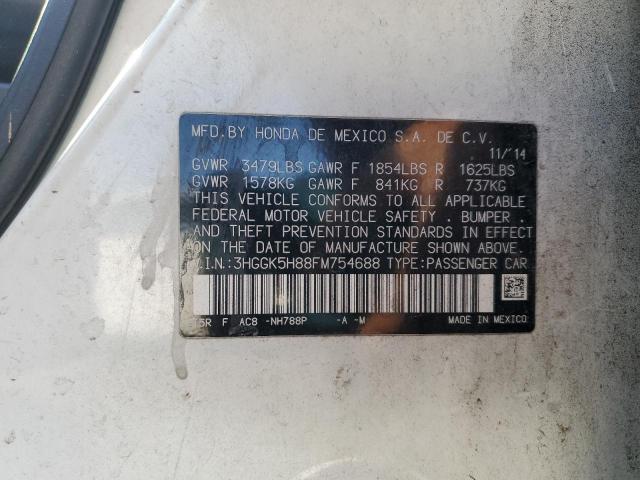 MFD.BY HONDA DE MEXICO S.A. DE C.V.
11/'14
GVWR 3479LBS GAWR F 1854LBS R 1625LBS
GVWR 1578KG GAWR F 841KG R 737KG
THIS VEHICLE CONFORMS TO ALL APPLICABLE
FEDERAL MOTOR VEHICLE SAFETY . BUMPER .
AND THEFT PREVENTION STANDARDS IN EFFECT
ON THE DATE OF MANUFACTURE SHOWN ABOVE.
V.I.N.: 3HGGK5H88FM754688 TYPE:PASSENGER CAR
T5R F AC8 -NH788P -A -M MADE IN MEXICO